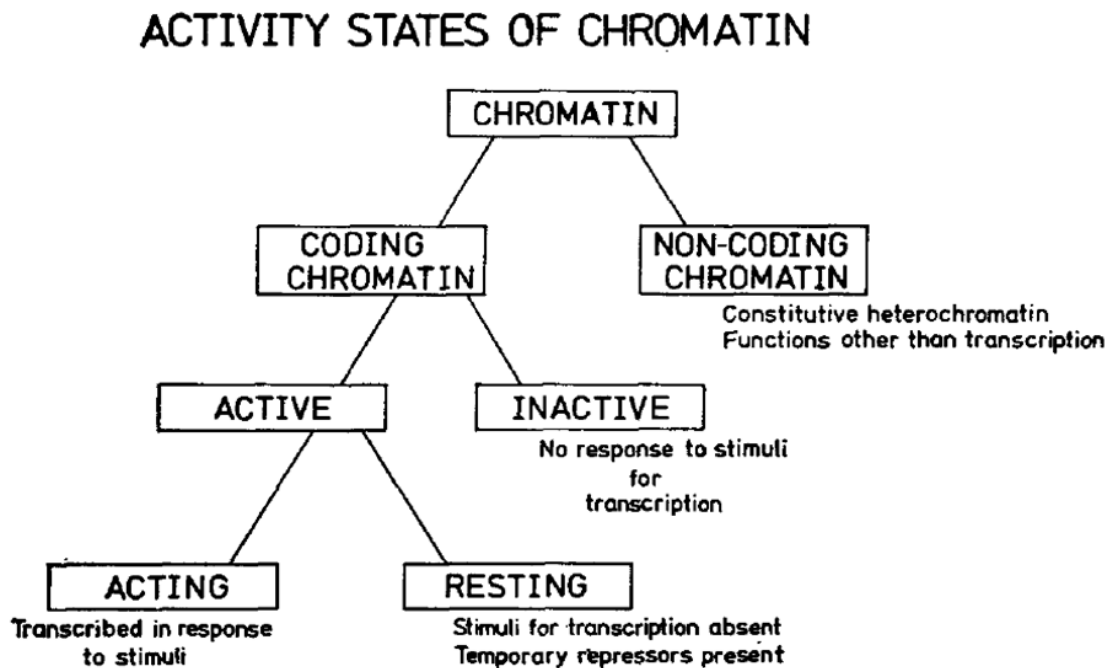 ACTIVITY STATES OF CHROMATIN
CHROMATIN
CODING
CHROMATIN
NON-CODING
CHROMATIN
Constitutive heterochromatin
Functions other than transcription
ACTIVE
INACTIVE
No response to stimuli
for
transcription
ACTING
Transcribed in response
to stimuli
RESTING
Stimuli for transcription absent
Temporary repressors present